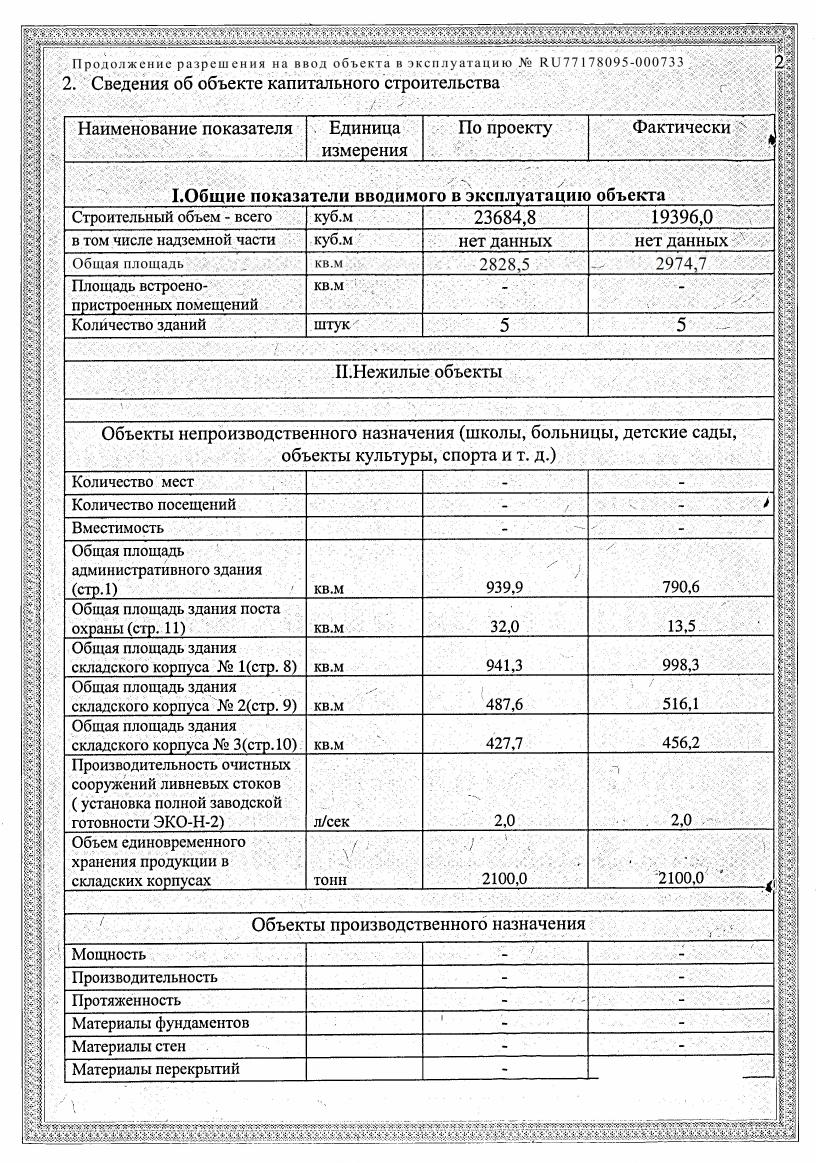 Продолжение разрешения на ввод объекта в эксплуатацию № RU77178095-000733
2
2. Сведения об объекте капитального строительства
Наименование показателя Единица измерения По проекту Фактически
I.Общие показатели вводимого в эксплуатацию объекта
Строительный объем - всего куб.м 23684,8 19396,0
в том числе надземной части куб.м нет данных нет данных
Общая площадь кв.м 2828,5 2974,7
Площадь встроено-
пристроенных помещений кв.м - -
Количество зданий штук 5 5
II.Нежилые объекты
Объекты непроизводственного назначения (школы, больницы, детские сады,
объекты культуры, спорта и т. д.)
Количество мест - -
Количество посещений - -
Вместимость -
Общая площадь
административного здания
(стр.1) кв.м 939,9 790,6
Общая площадь здания поста
охраны (стр. 11) кв.м 32,0 13,5
Общая площадь здания
складского корпуса № 1(стр. 8) кв.м 941,3 998,3
Общая площадь здания
складского корпуса № 2(стр. 9) кв.м 487,6 516,1
Общая площадь здания
складского корпуса № 3(стр.10) кв.м 427,7 456,2
Производительность очистных
сооружений ливневых стоков
( установка полной заводской
готовности ЭКО-Н-2) л/сек 2,0 2,0
Объем единовременного
хранения продукции в
складских корпусах тонн 2100,0 2100,0
Объекты производственного назначения
Мощность - -
Производительность - -
Протяженность - -
Материалы фундаментов - -
Материалы стен - -
Материалы перекрытий -